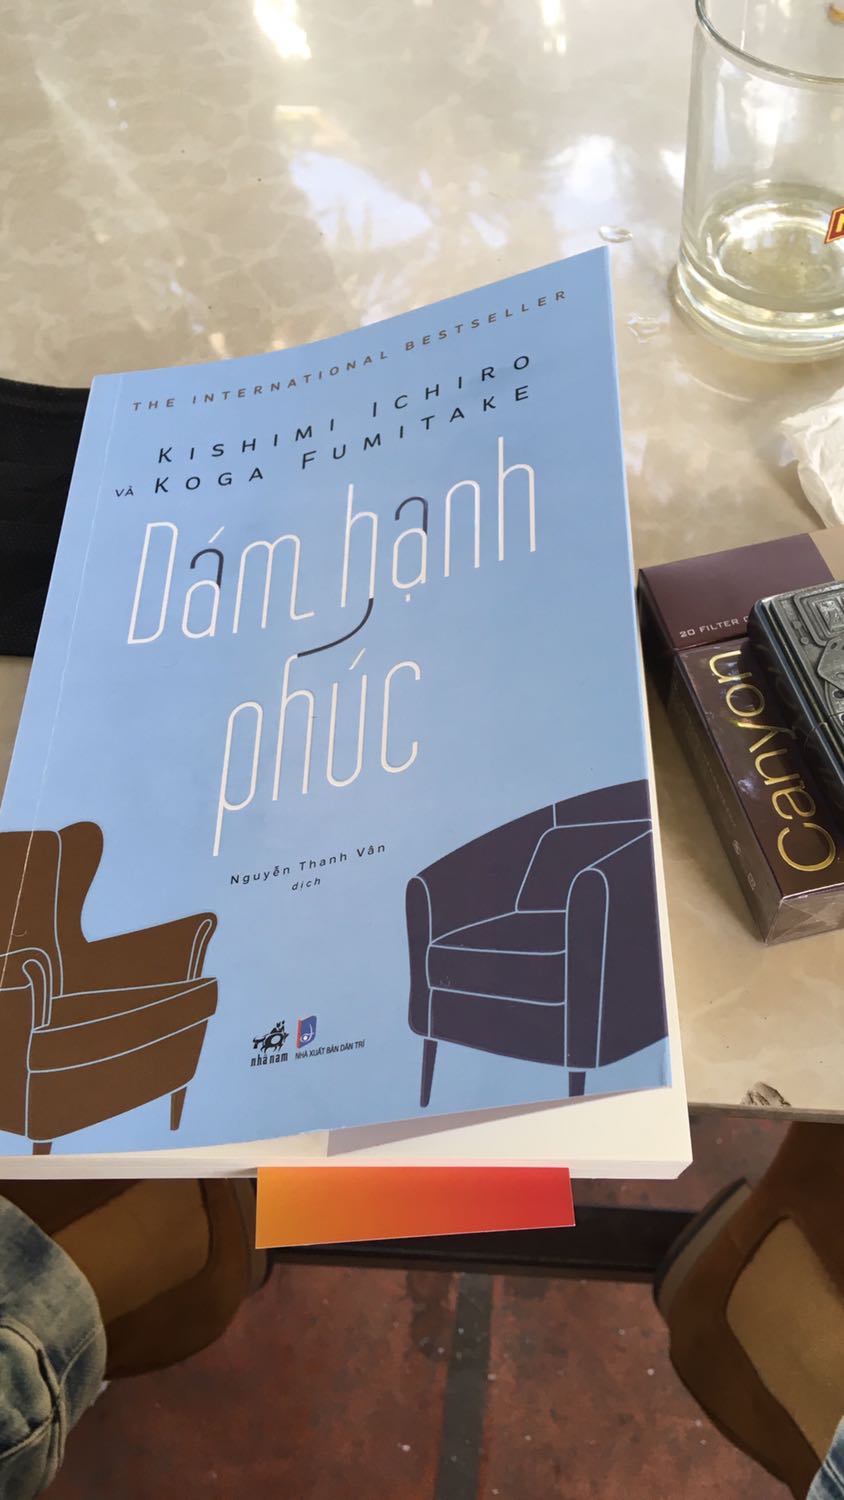 THE INTERNATIONAL BESTSELLER
KISHIMI ICHIRO
VÀ KOGA FUMITAKE
Dám hạnh
phúc
Nguyễn Thanh Vân
dịch
nhã nam
NHÀ XUẤT BẢN DÂN TRÍ
20 FILTER
canyon